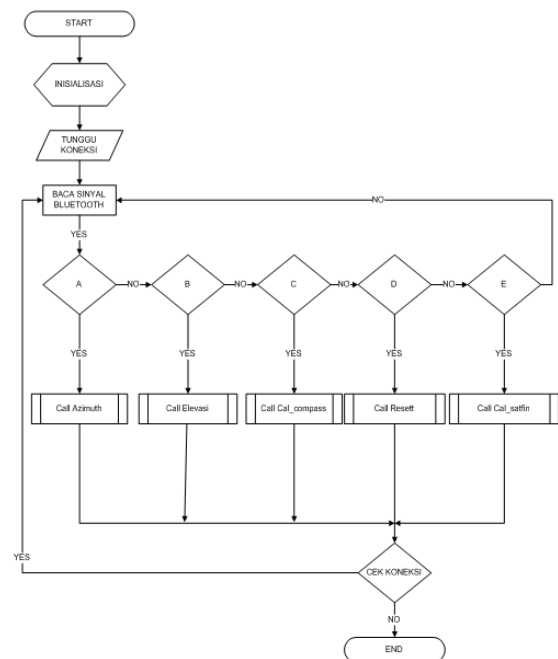 START
INISIALISASI
TUNGGU
KONEKSI
BACA SINYAL
BLUETOOTH
NO
YES
A
NO
B
NO
C
NO
D
NO
E
YES
YES
YES
YES
YES
Call Azimuth
Call Elevasi
Call Cal_compass
Call Resett
Call Cal_satfin
YES
CEK KONEKSI
NO
END